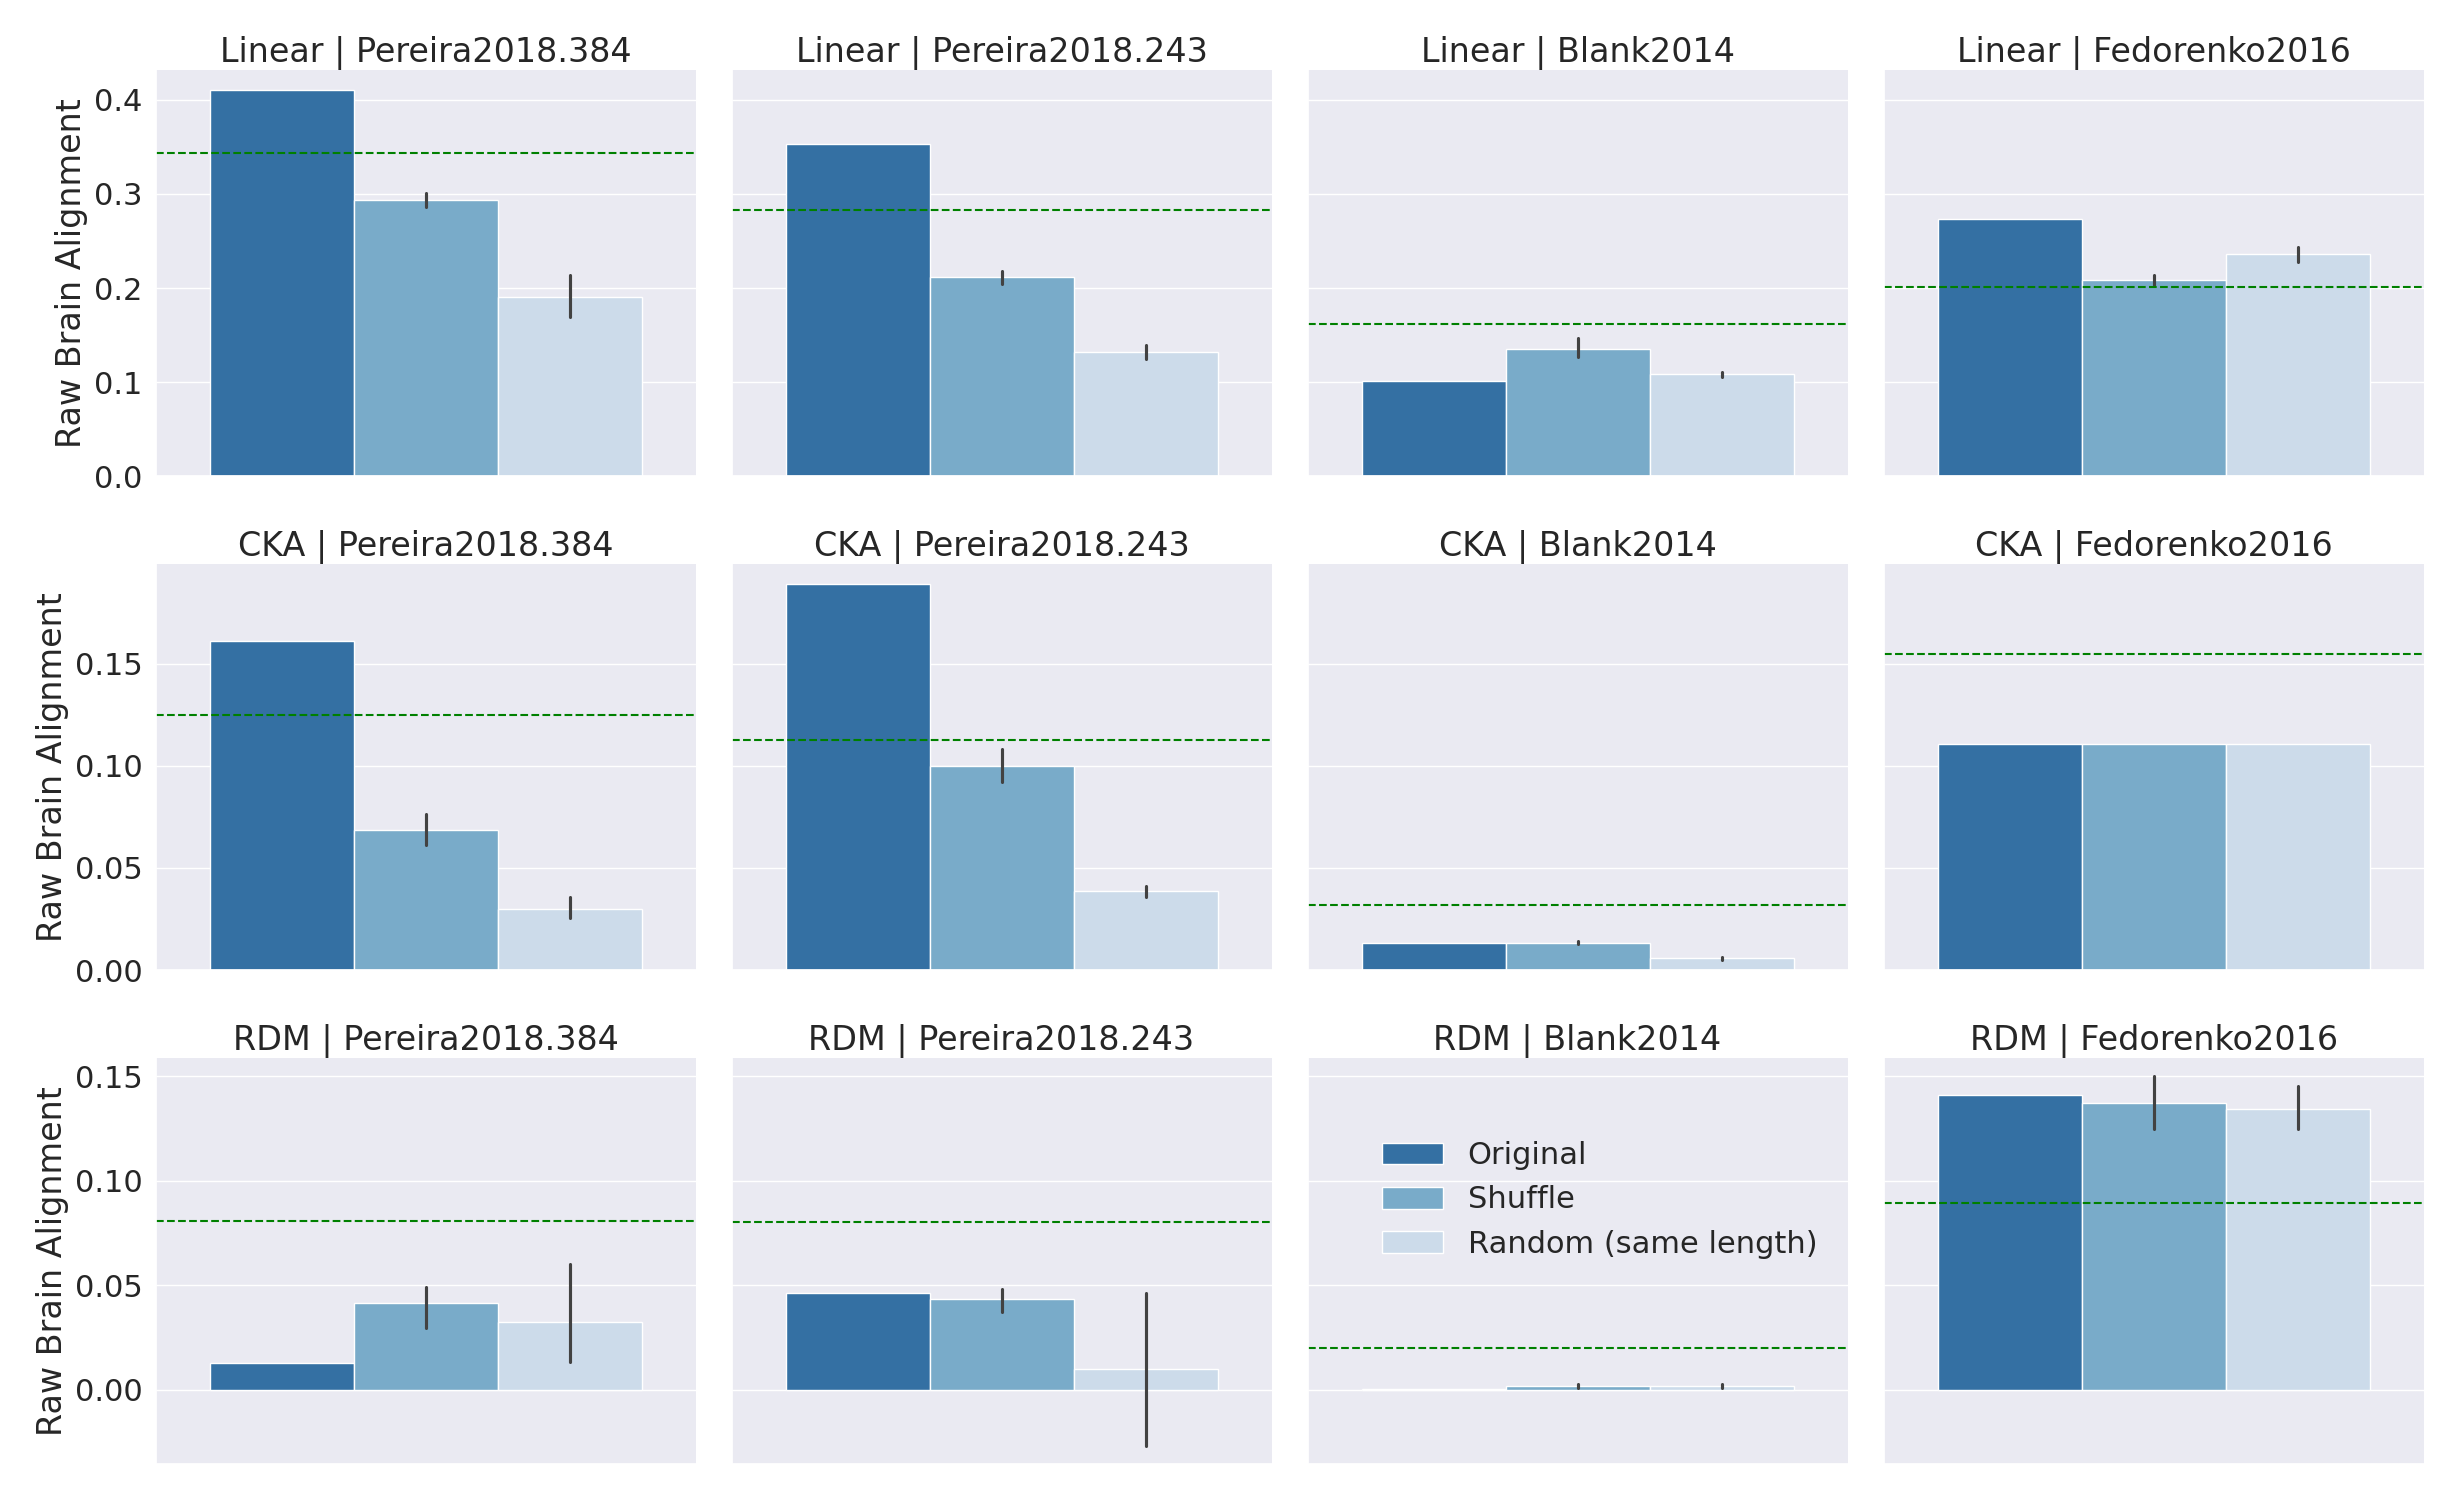 Linear | Pereira2018.384
Linear | Pereira2018.243
Linear | Blank2014
Linear | Fedorenko2016
Raw Brain Alignment
0.4
0.3
0.2
0.1
0.0
CKA | Pereira2018.384
CKA | Pereira2018.243
CKA | Blank2014
CKA | Fedorenko2016
Raw Brain Alignment
0.15
0.10
0.05
0.00
RDM | Pereira2018.384
RDM | Pereira2018.243
RDM | Blank2014
RDM | Fedorenko2016
Raw Brain Alignment
0.15
0.10
0.05
0.00
Original
Shuffle
Random (same length)